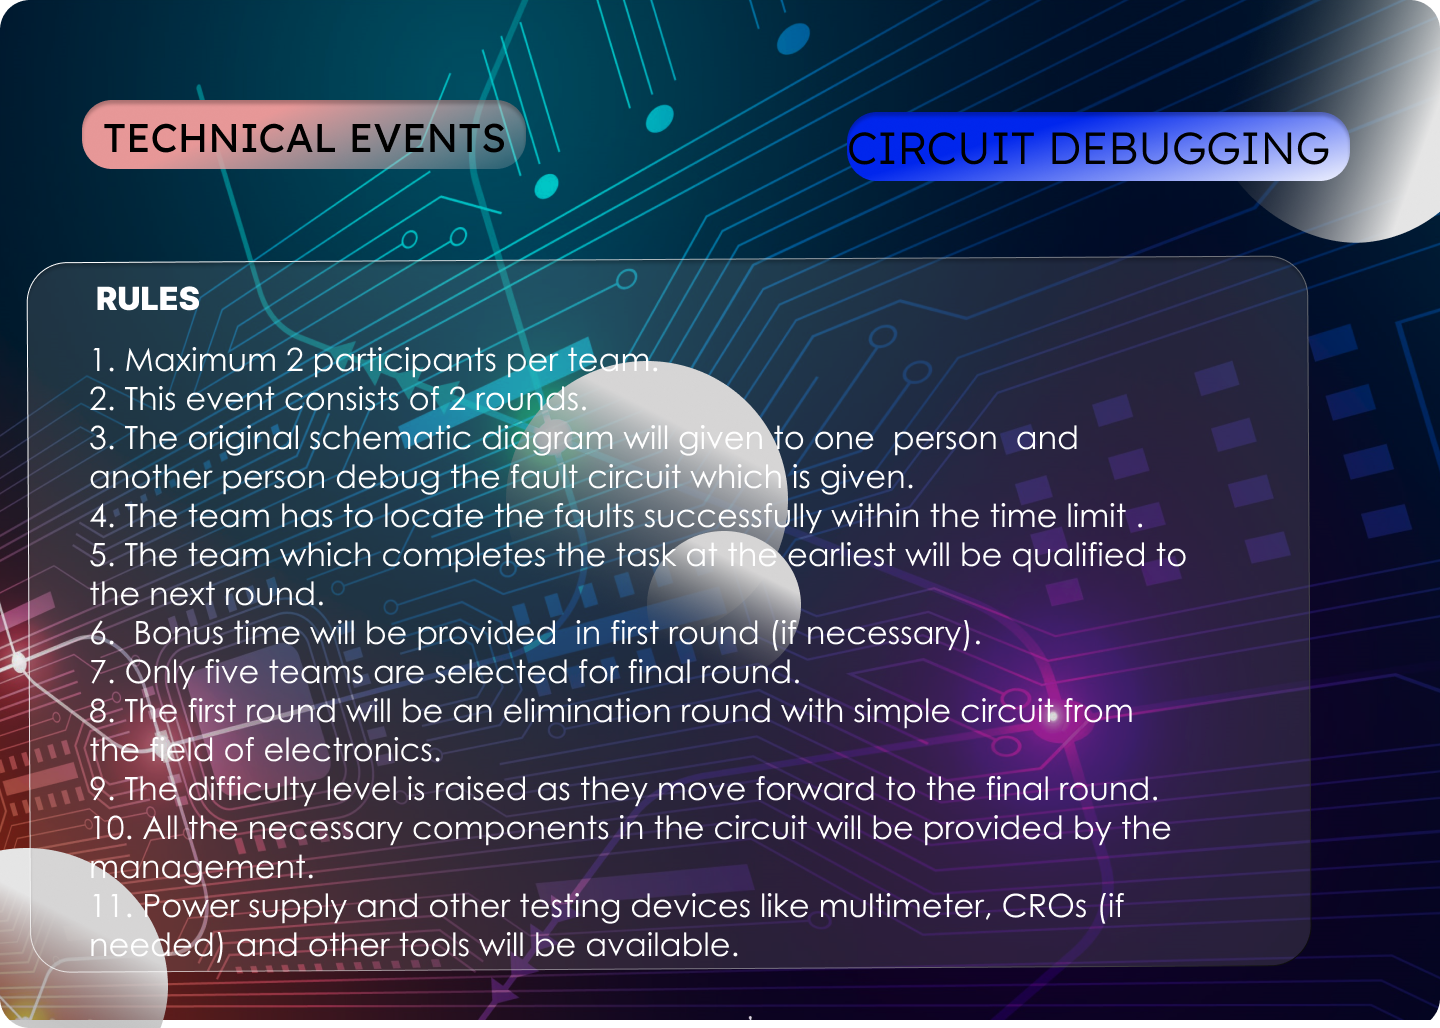 TECHNICAL EVENTS
CIRCUIT DEBUGGING
RULES
1. Maximum 2 participants per team.
2. This event consists of 2 rounds.
3. The original schematic diagram will given to one  person  and
another person debug the fault circuit which is given.
4. The team has to locate the faults successfully within the time limit .
5. The team which completes the task at the earliest will be qualified to
the next round.
6.  Bonus time will be provided  in first round (if necessary).
7. Only five teams are selected for final round.
8. The first round will be an elimination round with simple circuit from
the field of electronics.
9. The difficulty level is raised as they move forward to the final round.
10. All the necessary components in the circuit will be provided by the
management.
11. Power supply and other testing devices like multimeter, CROs (if
needed) and other tools will be available.